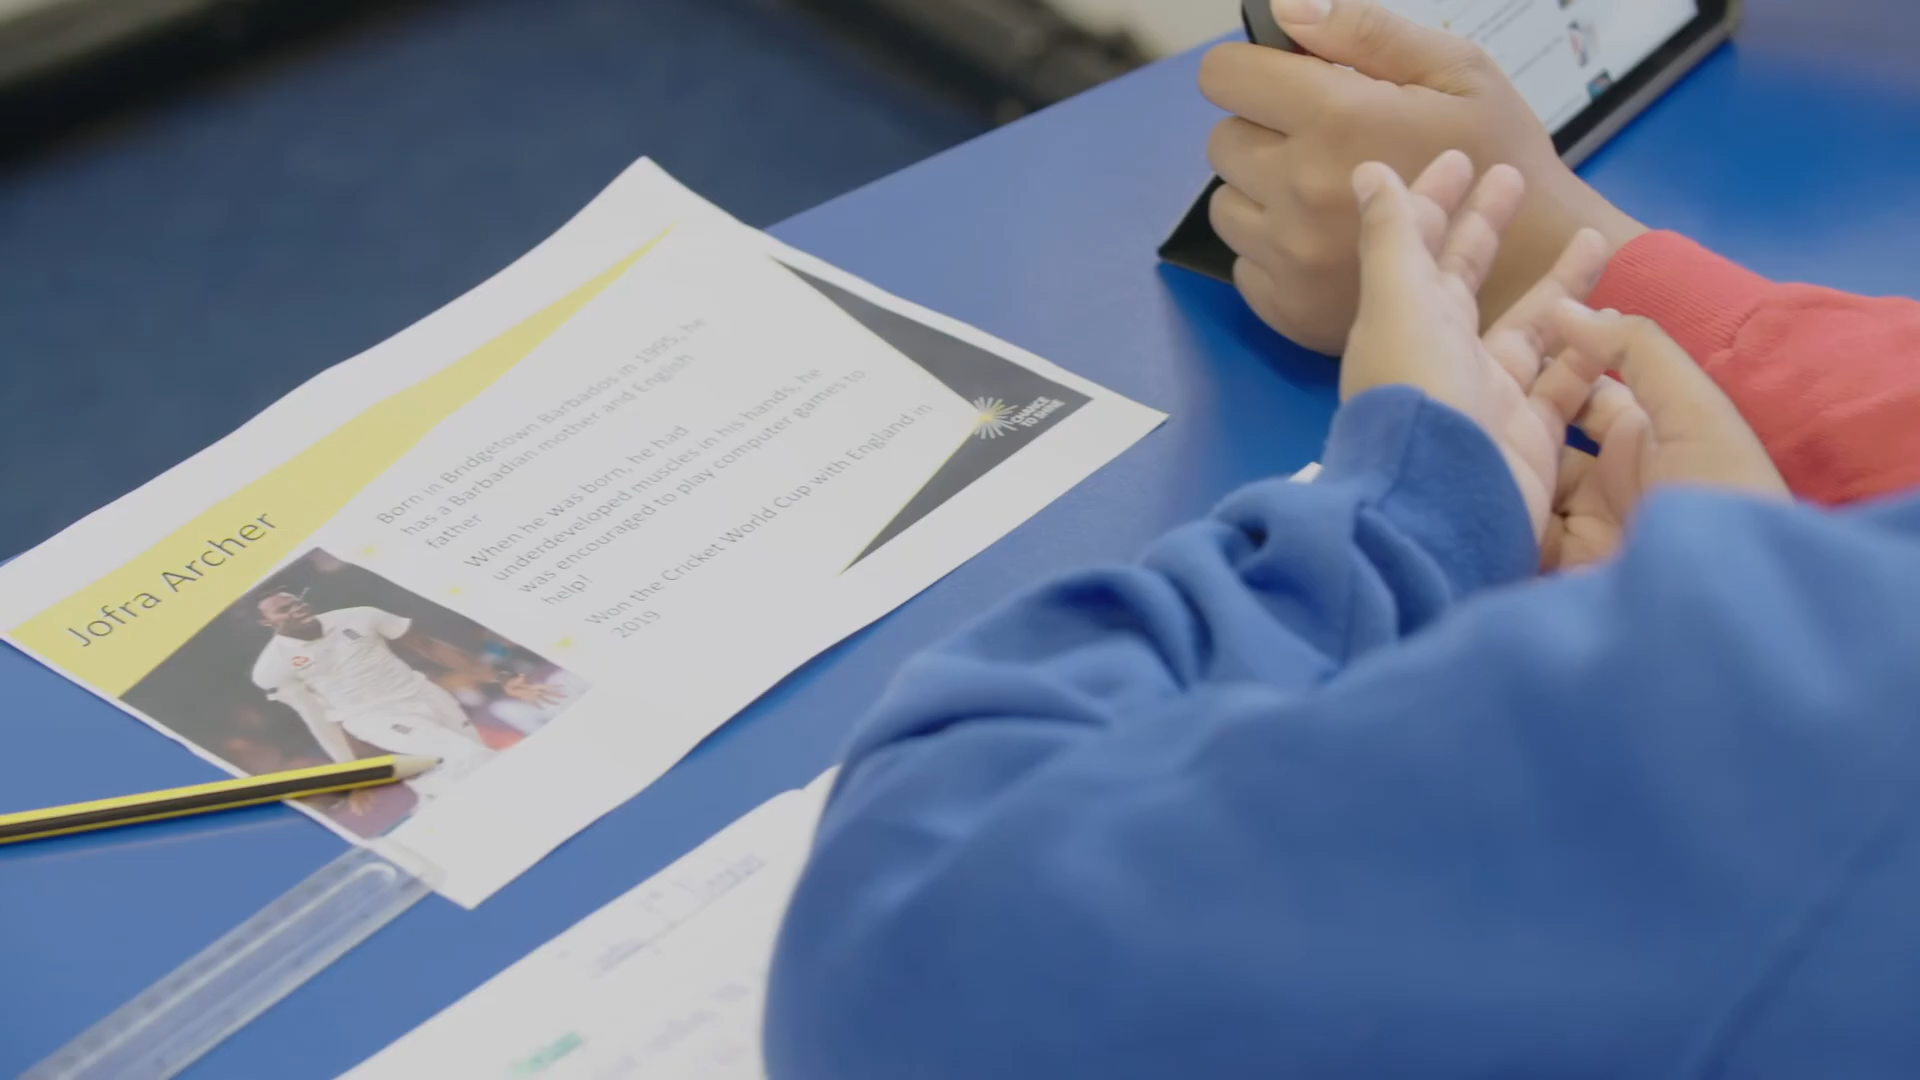 Jofra Archer
Born in Bridgetown Barbados in 1995, he
has a Barbadian mother and English
father
When he was born, he had
underdeveloped muscles in his hands, he
was encouraged to play computer games to
help!
Won the Cricket World Cup with England in
2019
CHANCE
TO SHINE